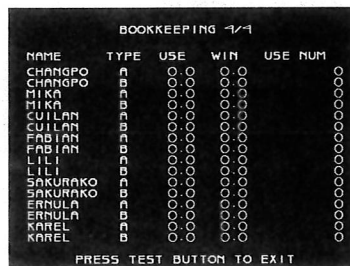 BOOKKEEPING 4/4
NAME TYPE USE WIN USE NUM
CHANGPO A 0.0 0.0 0
CHANGPO B 0.0 0.0 0
MIKA A 0.0 0.0 0
MIKA B 0.0 0.0 0
CUILAN A 0.0 0.0 0
CUILAN B 0.0 0.0 0
FABIAN A 0.0 0.0 0
FABIAN B 0.0 0.0 0
LILI A 0.0 0.0 0
LILI B 0.0 0.0 0
SAKURAKO A 0.0 0.0 0
SAKURAKO B 0.0 0.0 0
ERNULA A 0.0 0.0 0
ERNULA B 0.0 0.0 0
KAREL A 0.0 0.0 0
KAREL B 0.0 0.0 0
PRESS TEST BUTTON TO EXIT